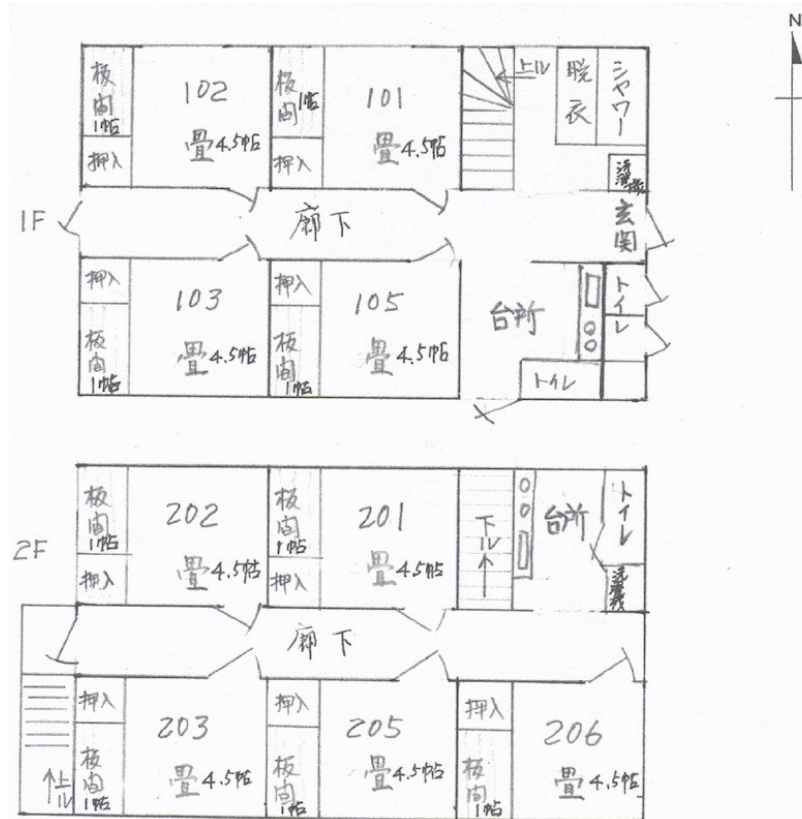 N
板間 1帖
102
畳 4.5帖
押入
板間 1帖
101
畳 4.5帖
押入
上ル
脱衣
シャワー
洗濯機
1F
廊下
玄関
押入
103
板間 1帖
畳 4.5帖
押入
105
板間 1帖
畳 4.5帖
台所
トイレ
トイレ
板間 1帖
202
畳 4.5帖
押入
板間 1帖
201
畳 4.5帖
押入
下ル
台所
トイレ
洗濯機
2F
廊下
上ル
押入
203
板間 1帖
畳 4.5帖
押入
205
板間 1帖
畳 4.5帖
押入
206
板間 1帖
畳 4.5帖